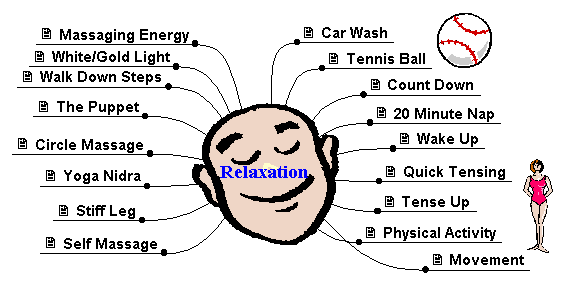 Massaging Energy
White/Gold Light
Walk Down Steps
The Puppet
Circle Massage
Yoga Nidra
Stiff Leg
Self Massage
Relaxation
Car Wash
Tennis Ball
Count Down
20 Minute Nap
Wake Up
Quick Tensing
Tense Up
Physical Activity
Movement